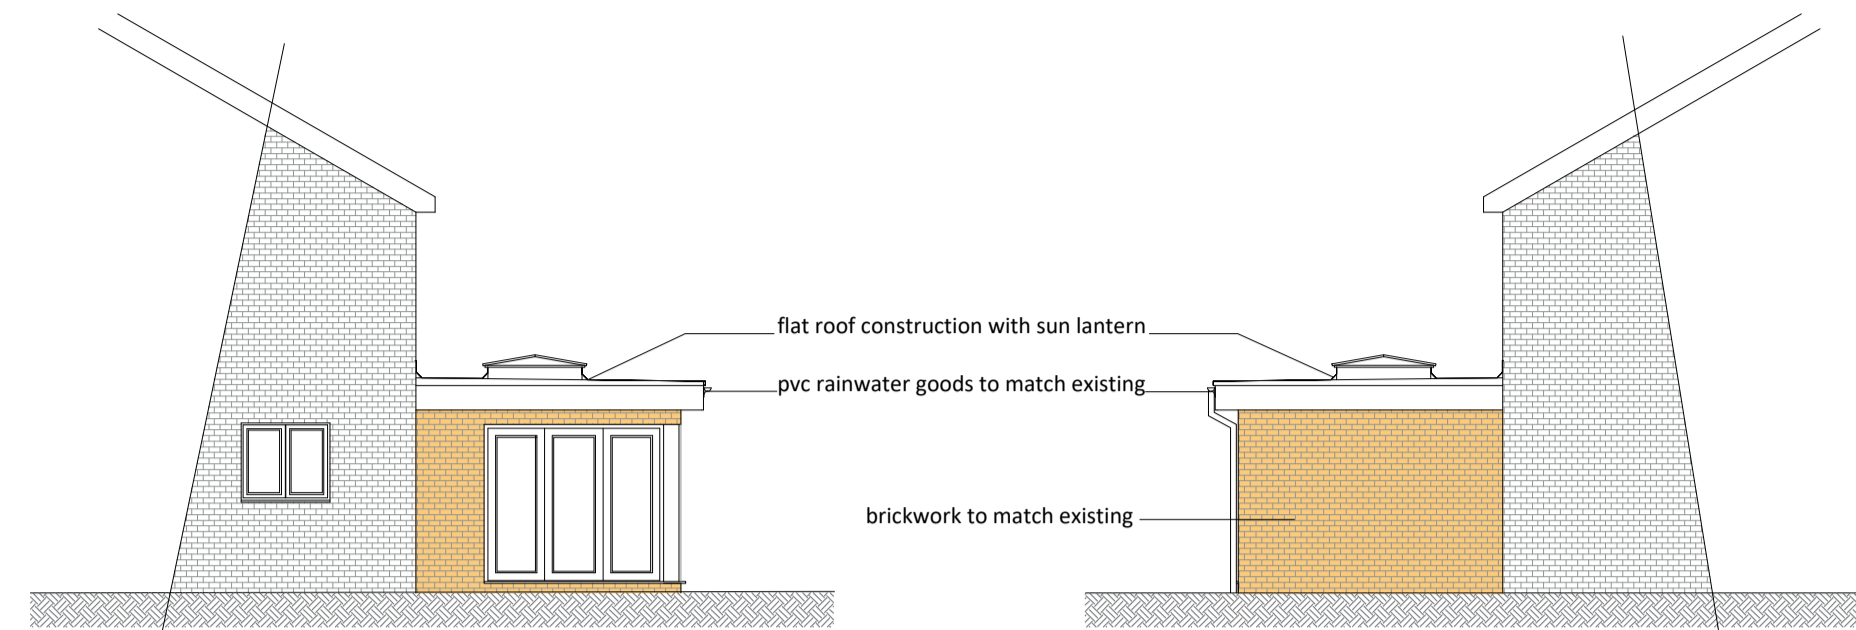 flat roof construction with sun lantern
pvc rainwater goods to match existing
brickwork to match existing